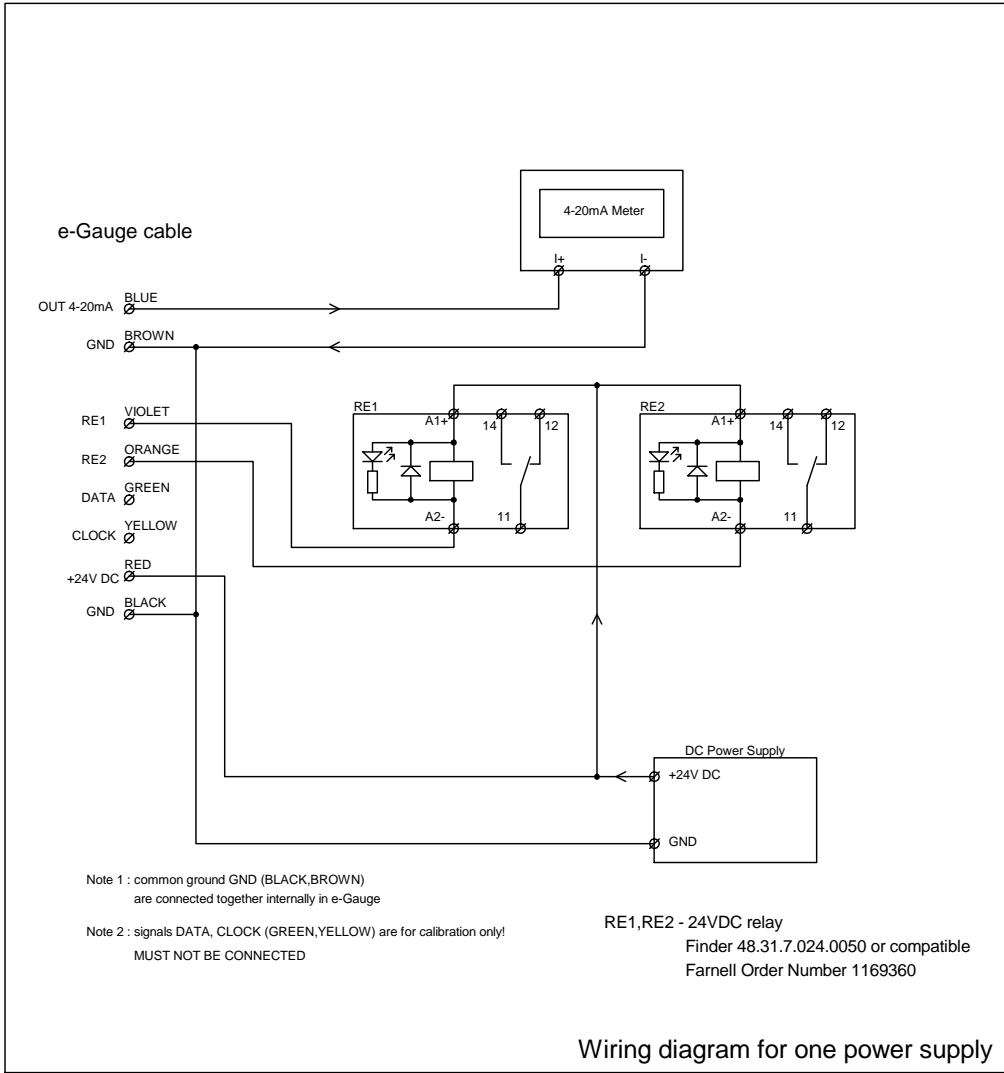 4-20mA Meter
I+ I-
e-Gauge cable
OUT 4-20mA BLUE
GND BROWN
RE1 VIOLET
RE2 ORANGE
DATA GREEN
CLOCK YELLOW
+24V DC RED
GND BLACK
RE1 A1+ 14 12
A2- 11
RE2 A1+ 14 12
A2- 11
DC Power Supply
+24V DC
GND
Note 1 : common ground GND (BLACK,BROWN)
are connected together internally in e-Gauge
Note 2 : signals DATA, CLOCK (GREEN,YELLOW) are for calibration only!
MUST NOT BE CONNECTED
RE1,RE2 - 24VDC relay
Finder 48.31.7.024.0050 or compatible
Farnell Order Number 1169360
Wiring diagram for one power supply